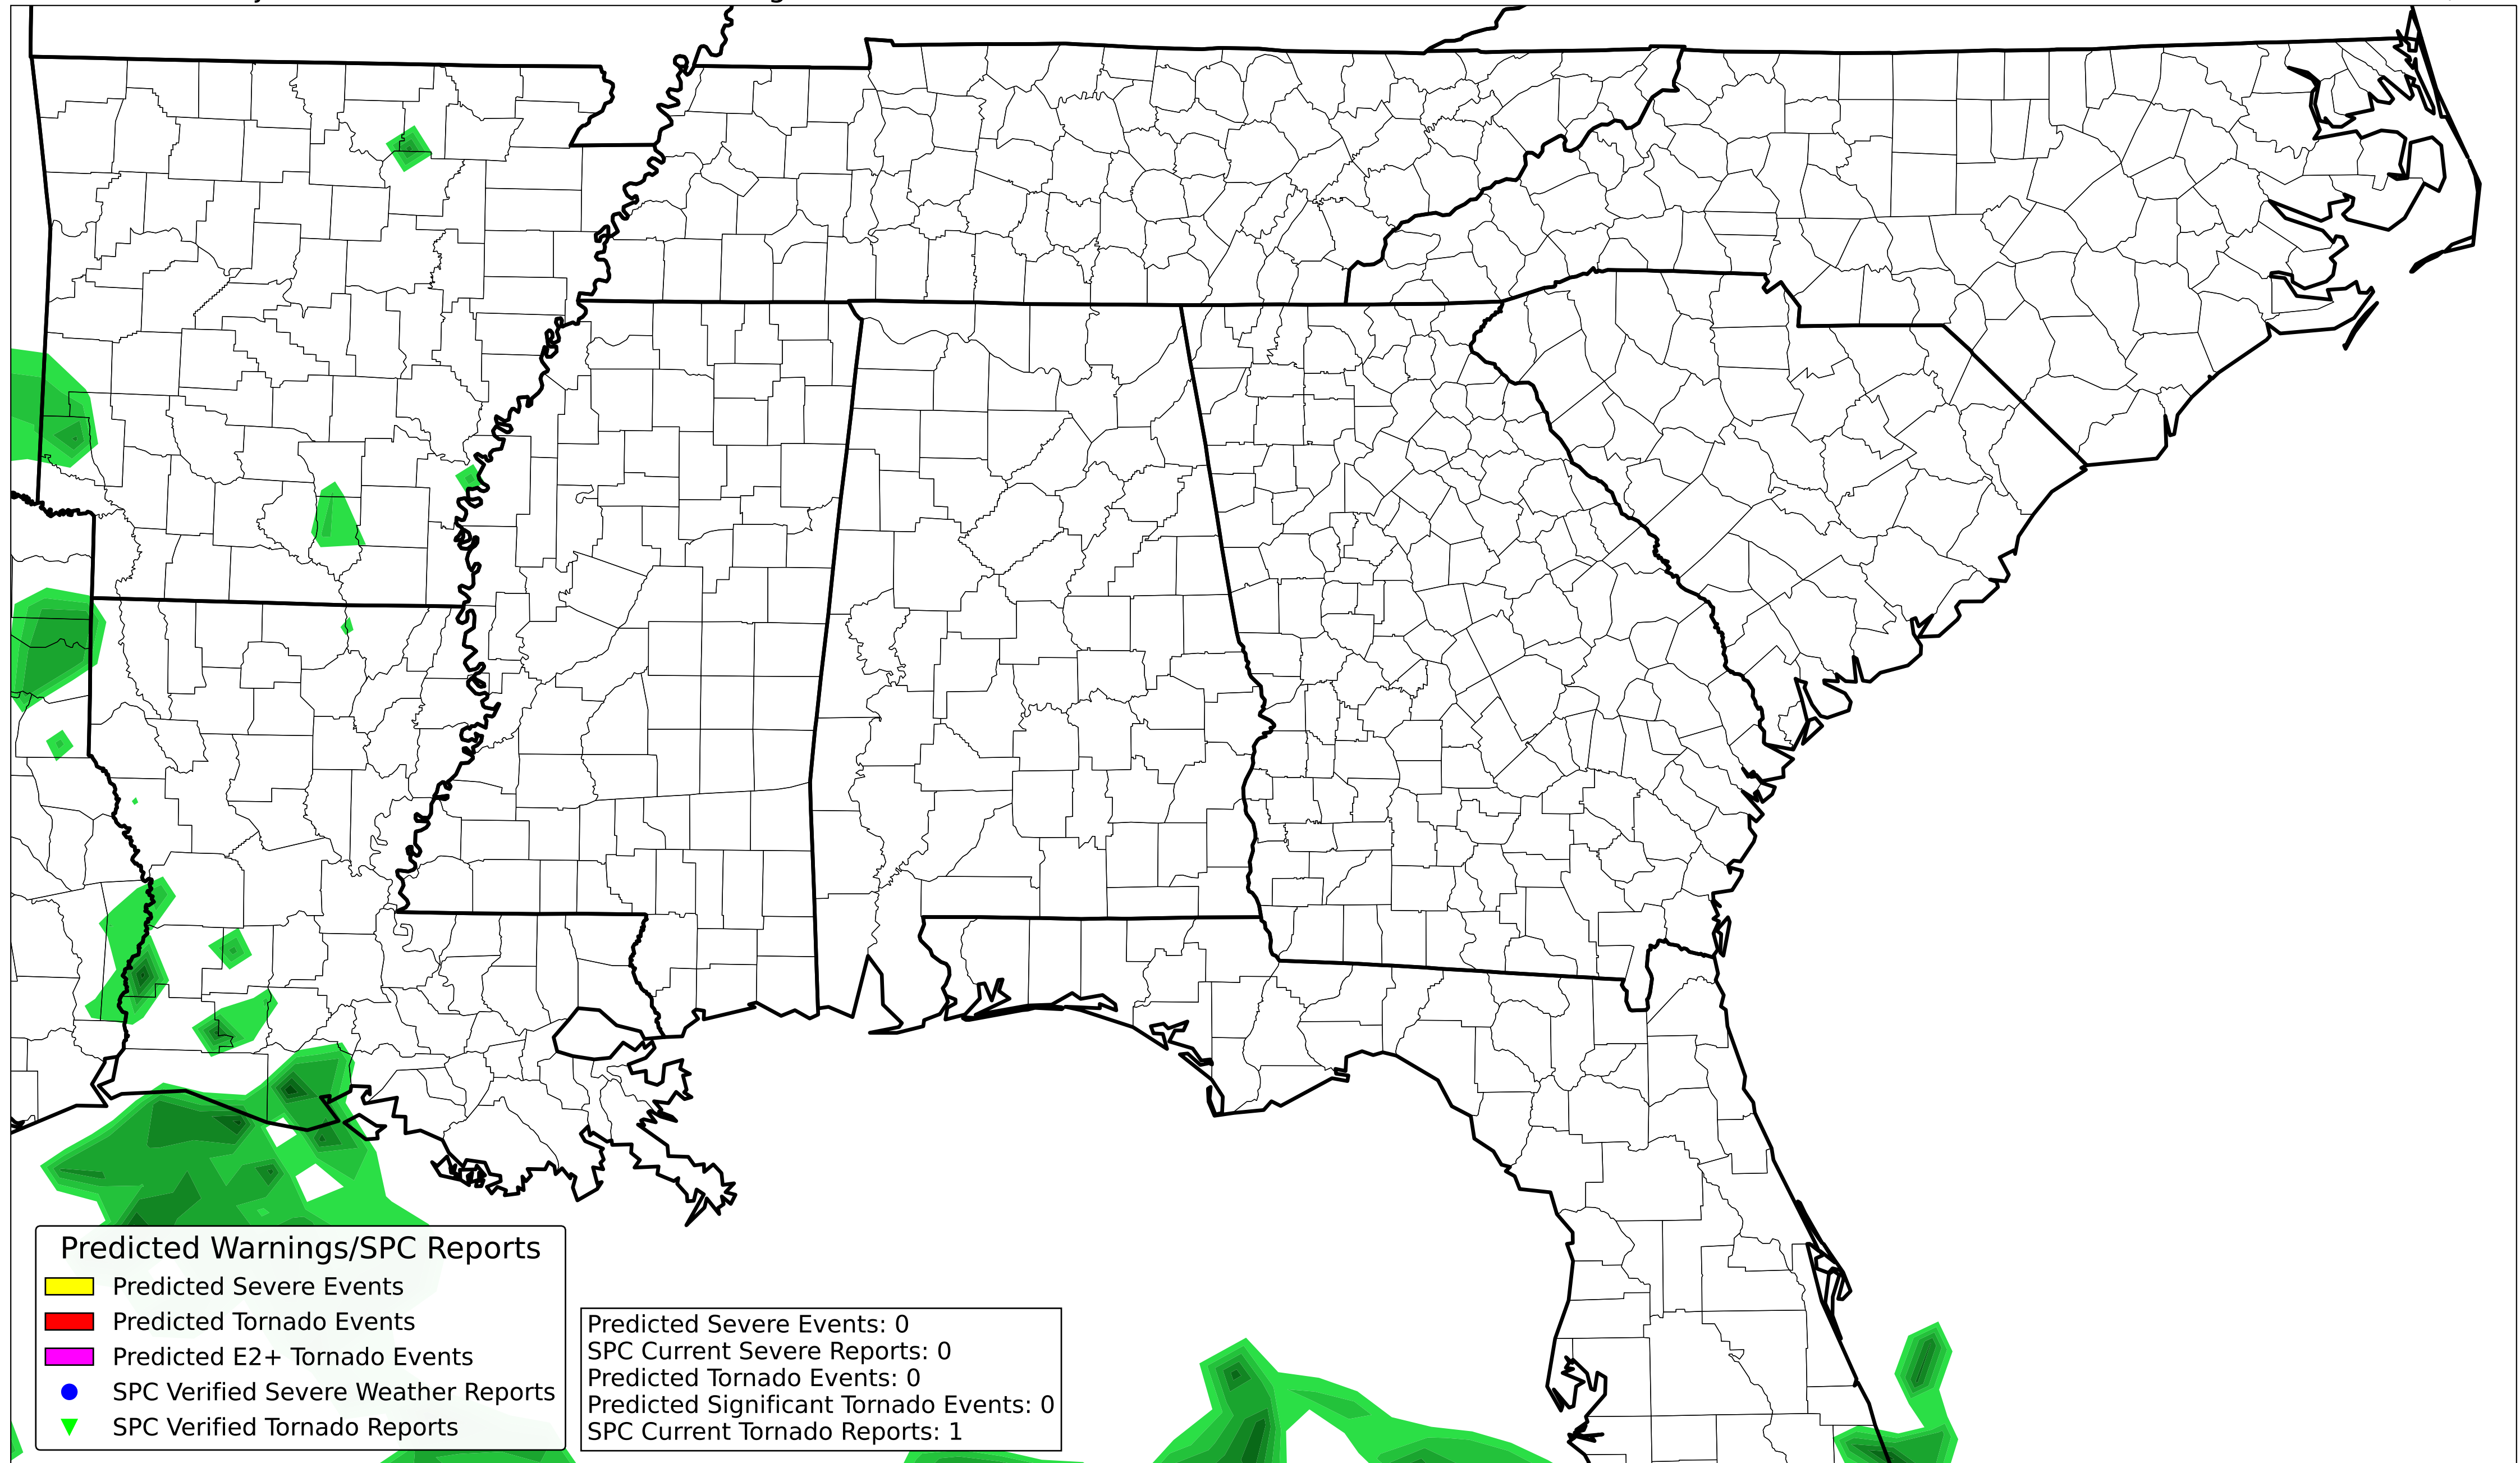 Predicted Warnings/SPC Reports
Predicted Severe Events
Predicted Tornado Events
Predicted E2+ Tornado Events
SPC Verified Severe Weather Reports
SPC Verified Tornado Reports
Predicted Severe Events: 0
SPC Current Severe Reports: 0
Predicted Tornado Events: 0
Predicted Significant Tornado Events: 0
SPC Current Tornado Reports: 1